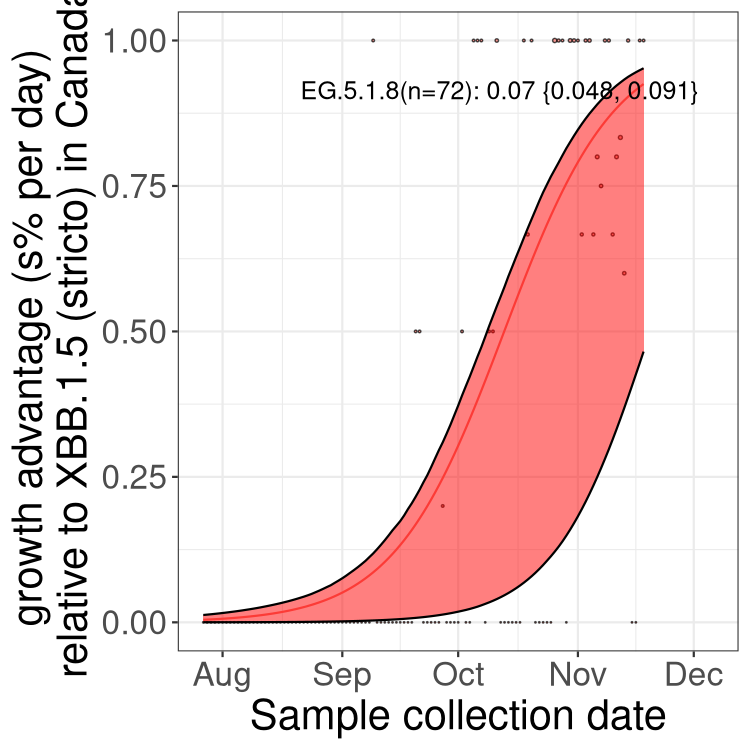 growth advantage (s% per day)
relative to XBB.1.5 (stricto) in Canada
1.00
0.75
0.50
0.25
0.00
EG.5.1.8(n=72): 0.07 {0.048, 0.091}
Aug Sep Oct Nov Dec
Sample collection date